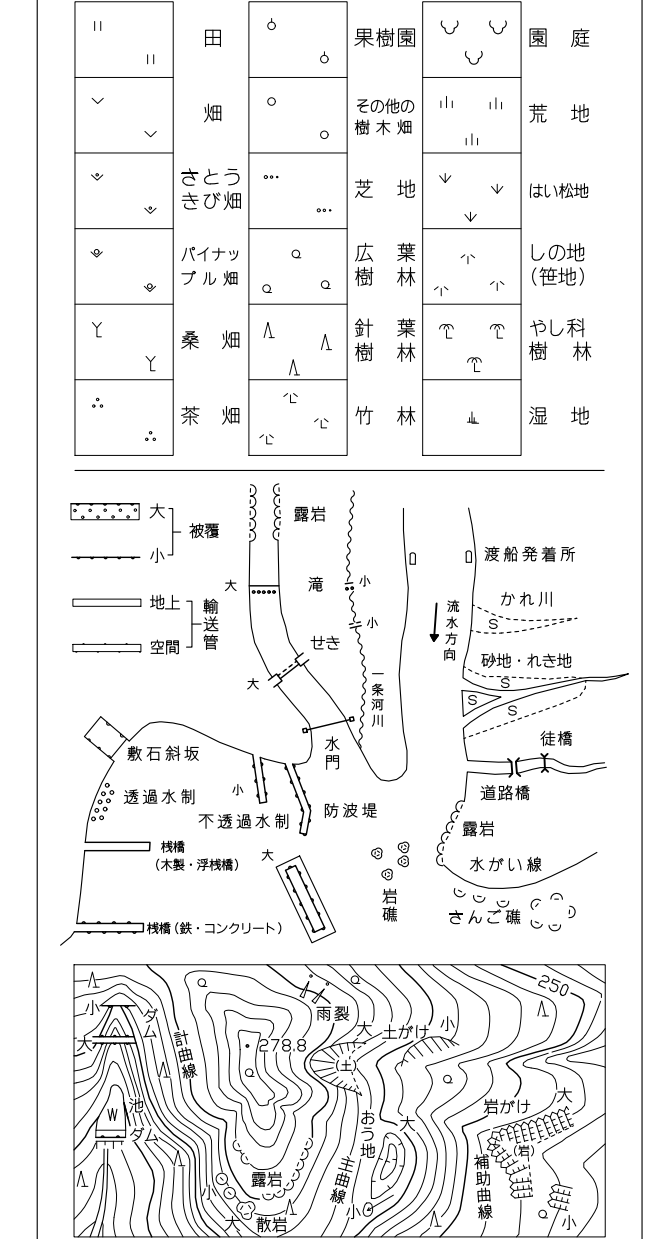 田
果樹園
園庭
畑
その他の
樹木畑
荒地
さとう
きび畑
芝地
はい松地
パイナッ
プル畑
広葉
樹林
しの地
(笹地)
桑畑
針葉
樹林
やし科
樹林
茶畑
竹林
湿地
大
小
被覆
地上
空間
輸送管
露岩
大
滝
小
小
せき
大
一条河川
水門
流水方向
渡船発着所
かれ川
S
砂地・れき地
S
S
S
徒橋
道路橋
敷石斜坂
透過水制
小
不透過水制
防波堤
大
桟橋
(木製・浮桟橋)
桟橋(鉄・コンクリート)
岩礁
露岩
水がい線
さんご礁
小
ダム
大
計曲線
278.8
雨裂
大
土がけ
小
(土)
250
W
池
ダム
おう地
大
主曲線
小
岩がけ
大
(岩)
補助曲線
小
露岩
小
大
散岩